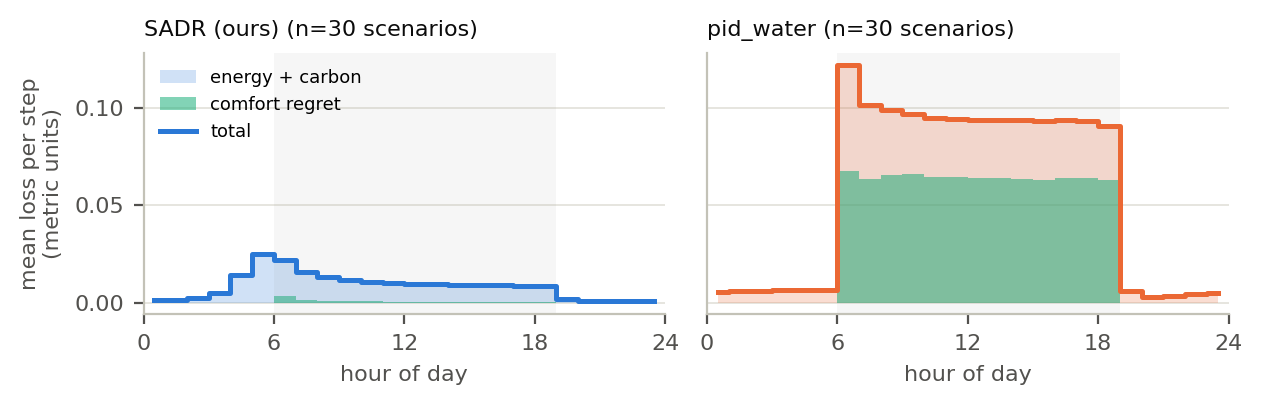 SADR (ours) (n=30 scenarios)
pid_water (n=30 scenarios)
energy + carbon
comfort regret
total
mean loss per step
(metric units)
0.10
0.05
0.00
0 6 12 18 24
0 6 12 18 24
hour of day
hour of day